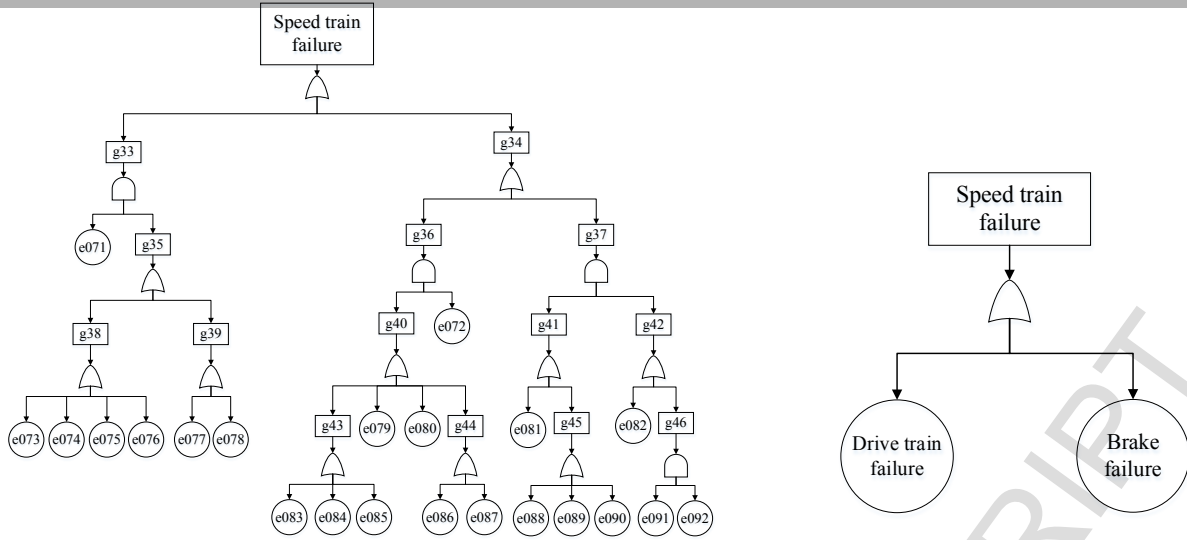 Speed train
failure
g33
g34
e071
g35
g36
g37
g38
g39
g40
e072
g41
g42
e073
e074
e075
e076
e077
e078
g43
e079
e080
g44
e081
g45
e082
g46
e083
e084
e085
e086
e087
e088
e089
e090
e091
e092
Speed train
failure
Drive train
failure
Brake
failure
RIPT